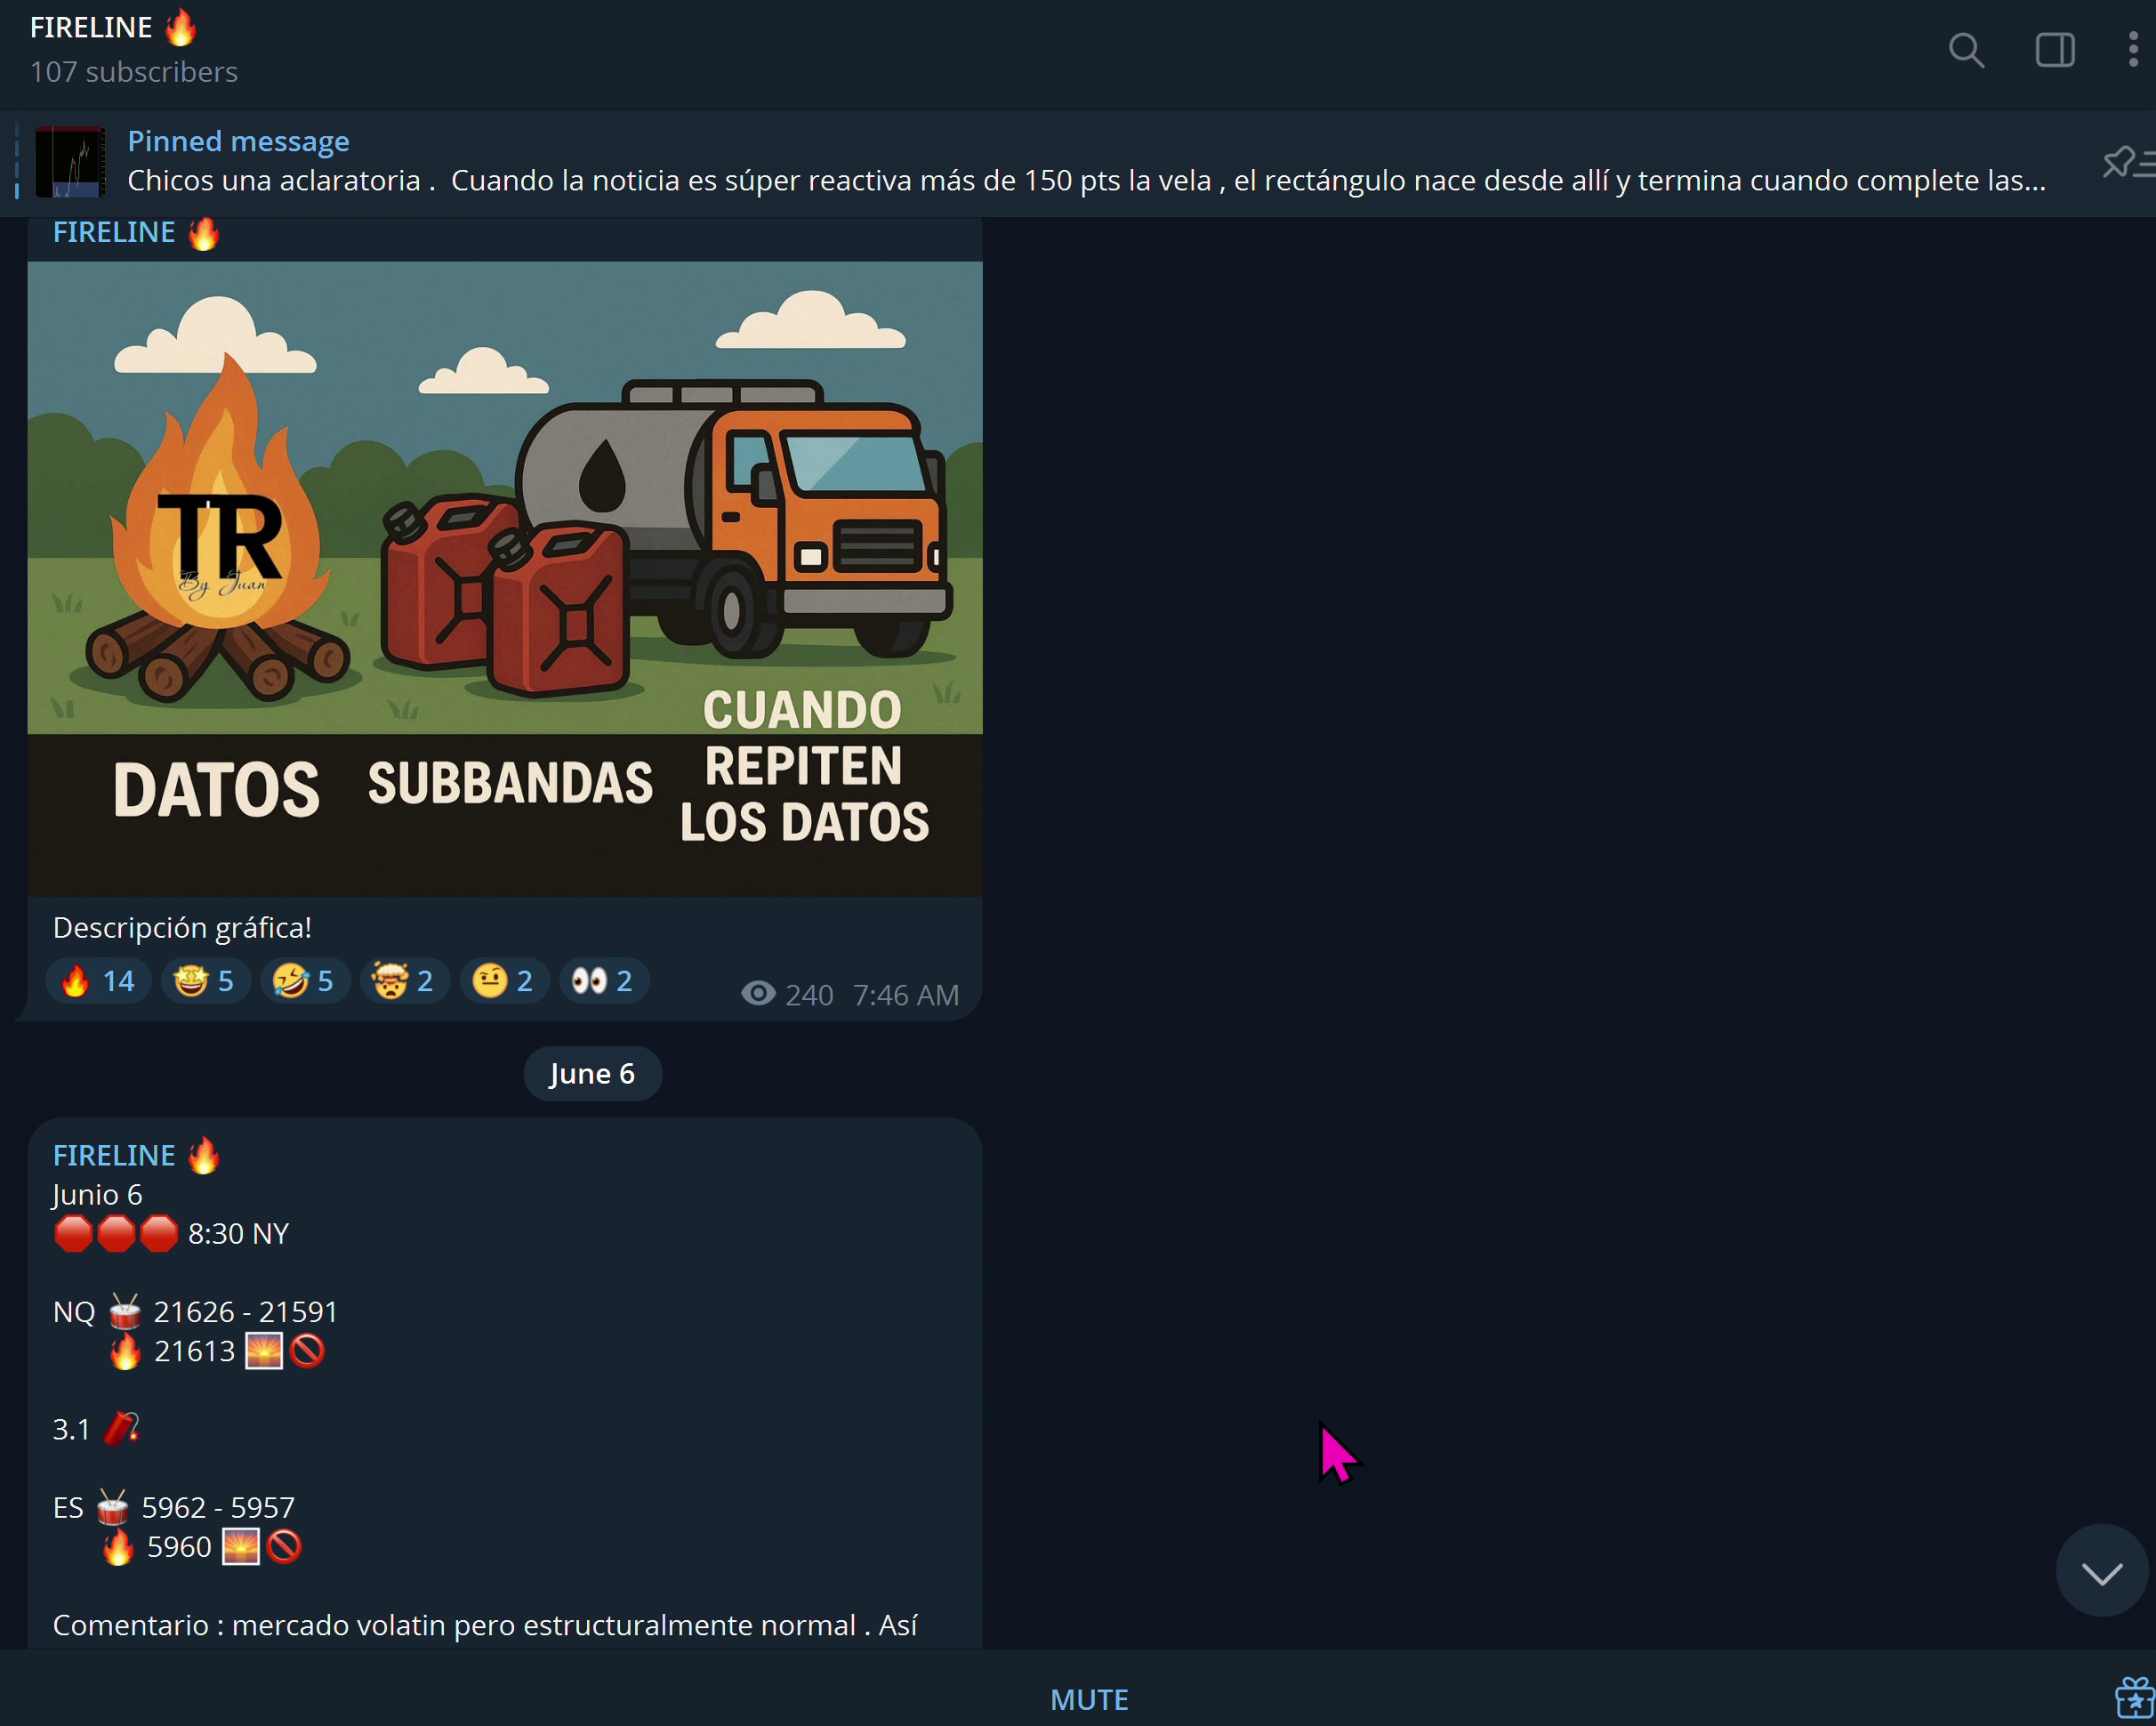 FIRELINE 🔥
107 subscribers
Pinned message
Chicos una aclaratoria .  Cuando la noticia es súper reactiva más de 150 pts la vela , el rectángulo nace desde allí y termina cuando complete las...
FIRELINE 🔥
TR
By Juan
DATOS
SUBBANDAS
CUANDO
REPITEN
LOS DATOS
Descripción gráfica!
🔥 14 🤩 5 🤣 5 🤯 2 🤨 2 👀 2
240 7:46 AM
June 6
FIRELINE 🔥
Junio 6
🛑🛑🛑 8:30 NY
NQ 🥁 21626 - 21591
🔥 21613 🌅🚫
3.1 🧨
ES 🥁 5962 - 5957
🔥 5960 🌅🚫
Comentario : mercado volatin pero estructuralmente normal . Así
MUTE